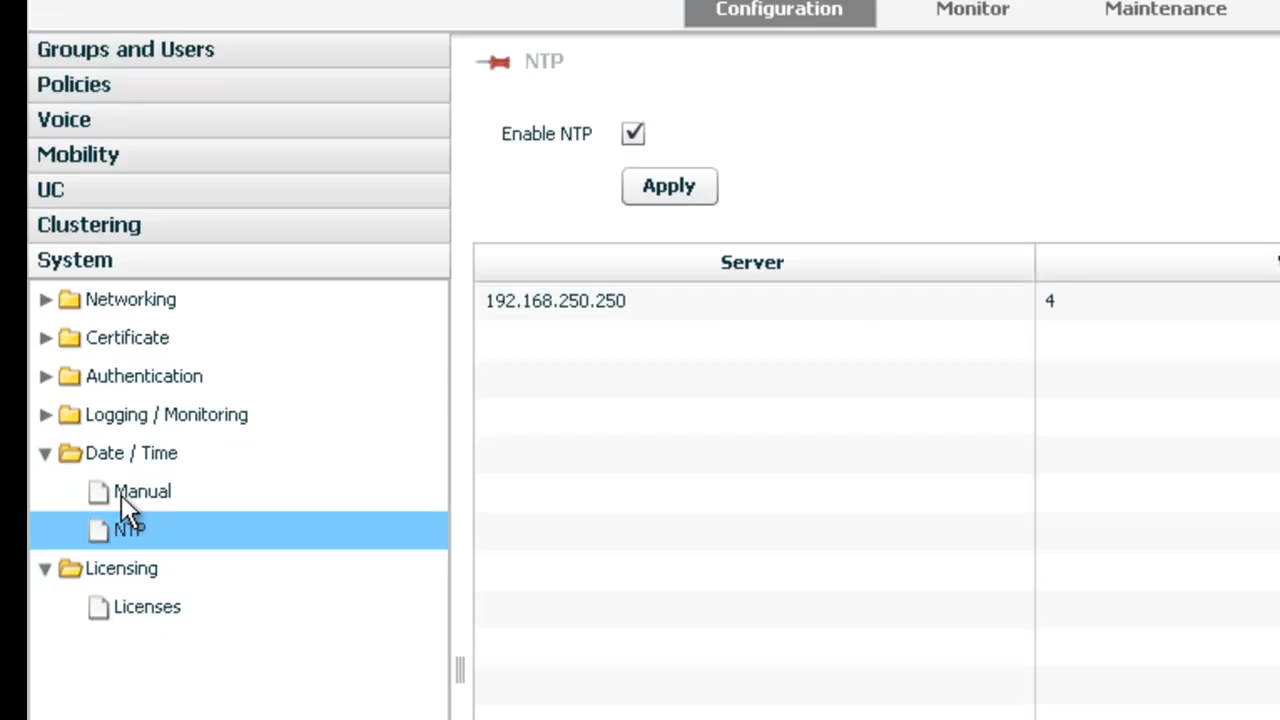 Configuration Monitor Maintenance
Groups and Users
Policies
Voice
Mobility
UC
Clustering
System
Networking
Certificate
Authentication
Logging / Monitoring
Date / Time
Manual
NTP
Licensing
Licenses
NTP
Enable NTP
Apply
Server
192.168.250.250 4